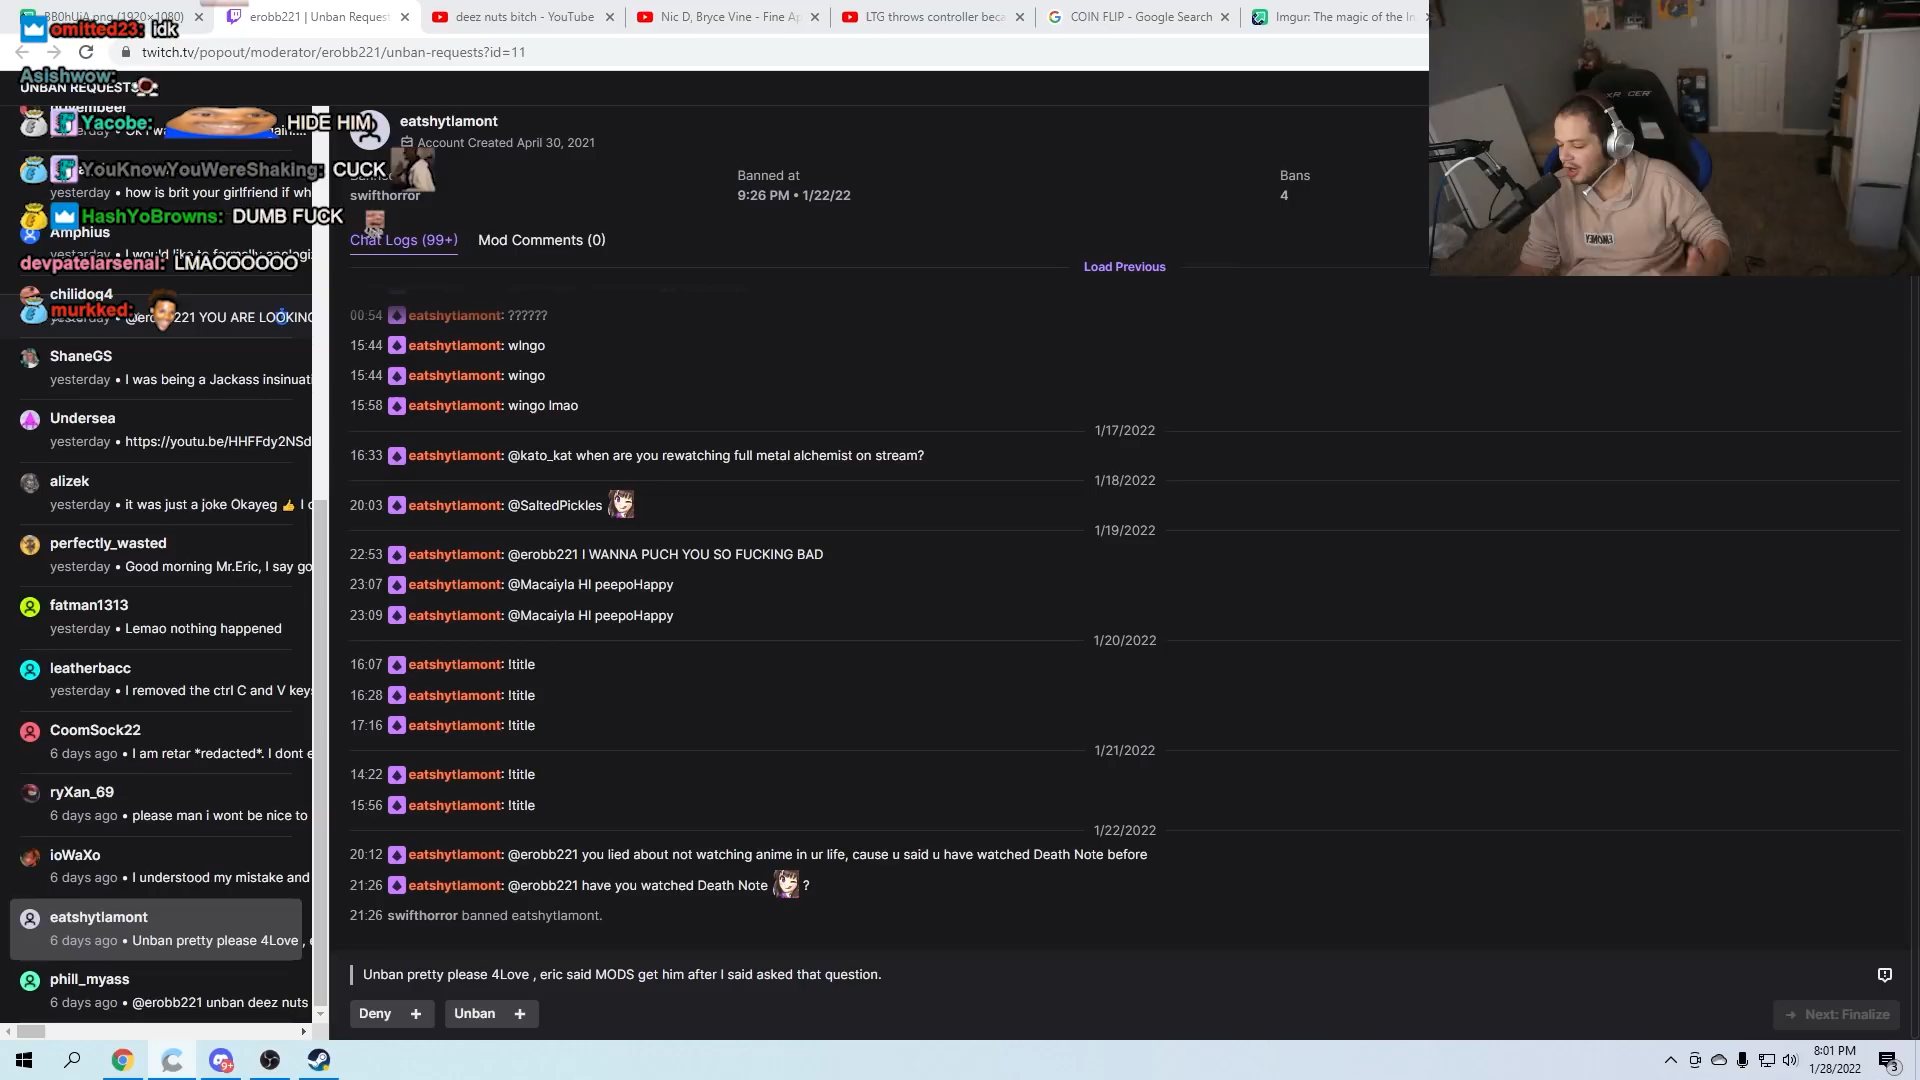 BB0hUiA.png (1920×1080)
erobb221 | Unban Request
deez nuts bitch - YouTube
Nic D, Bryce Vine - Fine Ap
LTG throws controller beca
COIN FLIP - Google Search
Imgur: The magic of the In
twitch.tv/popout/moderator/erobb221/unban-requests?id=11
omitted23: idk
Asishwow:
UNBAN REQUESTS
Yacobe: HIDE HIM
YouKnowYouWereShaking: CUCK
yesterday • how is brit your girlfriend if wh
HashYoBrowns: DUMB FUCK
Amphius
devpatelarsenal: LMAOOOOOO
chilidog4
murkked:
yesterday • @erobb221 YOU ARE LOOKING
ShaneGS
yesterday • I was being a Jackass insinuati
Undersea
yesterday • https://youtu.be/HHFFdy2NSd
alizek
yesterday • it was just a joke Okayeg 👍 I c
perfectly_wasted
yesterday • Good morning Mr.Eric, I say go
fatman1313
yesterday • Lemao nothing happened
leatherbacc
yesterday • I removed the ctrl C and V keys
CoomSock22
6 days ago • I am retar *redacted*. I dont e
ryXan_69
6 days ago • please man i wont be nice to
ioWaXo
6 days ago • I understood my mistake and
eatshytlamont
6 days ago • Unban pretty please 4Love , e
phill_myass
6 days ago • @erobb221 unban deez nuts
eatshytlamont
Account Created April 30, 2021
swifthorror
Banned at
9:26 PM • 1/22/22
Bans
4
Chat Logs (99+)
Mod Comments (0)
Load Previous
00:54 eatshytlamont: ??????
15:44 eatshytlamont: wIngo
15:44 eatshytlamont: wingo
15:58 eatshytlamont: wingo lmao
1/17/2022
16:33 eatshytlamont: @kato_kat when are you rewatching full metal alchemist on stream?
1/18/2022
20:03 eatshytlamont: @SaltedPickles
1/19/2022
22:53 eatshytlamont: @erobb221 I WANNA PUCH YOU SO FUCKING BAD
23:07 eatshytlamont: @Macaiyla HI peepoHappy
23:09 eatshytlamont: @Macaiyla HI peepoHappy
1/20/2022
16:07 eatshytlamont: !title
16:28 eatshytlamont: !title
17:16 eatshytlamont: !title
1/21/2022
14:22 eatshytlamont: !title
15:56 eatshytlamont: !title
1/22/2022
20:12 eatshytlamont: @erobb221 you lied about not watching anime in ur life, cause u said u have watched Death Note before
21:26 eatshytlamont: @erobb221 have you watched Death Note ?
21:26 swifthorror banned eatshytlamont.
Unban pretty please 4Love , eric said MODS get him after I said asked that question.
Deny +
Unban +
Next: Finalize
8:01 PM
1/28/2022